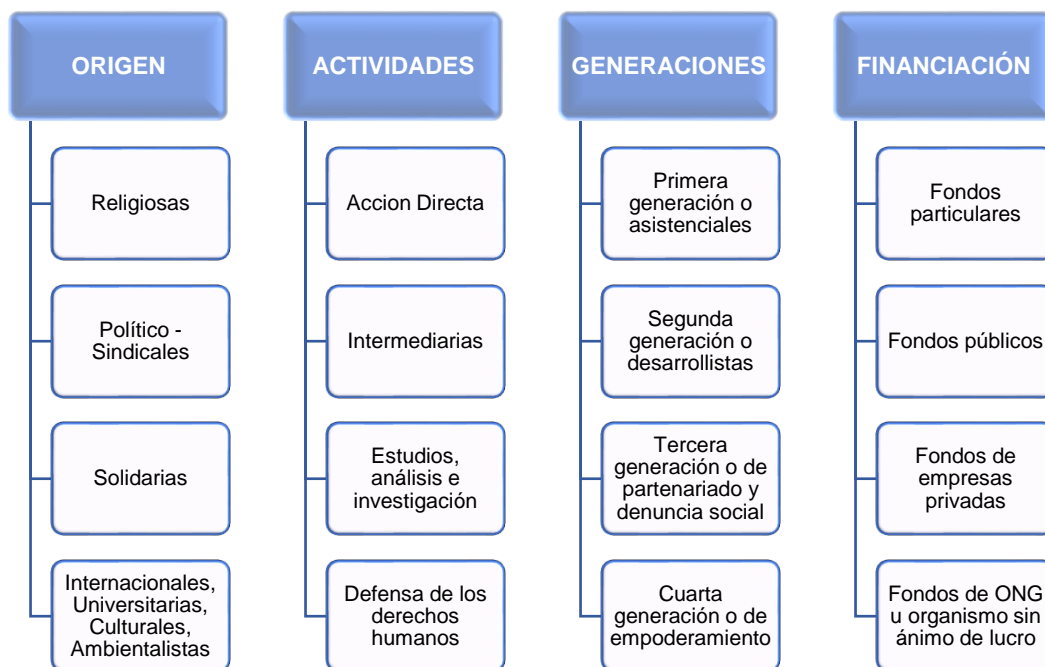 ORIGEN
Religiosas
Político -
Sindicales
Solidarias
Internacionales,
Universitarias,
Culturales,
Ambientalistas
ACTIVIDADES
Accion Directa
Intermediarias
Estudios,
análisis e
investigación
Defensa de los
derechos
humanos
GENERACIONES
Primera
generación o
asistenciales
Segunda
generación o
desarrollistas
Tercera
generación o de
partenariado y
denuncia social
Cuarta
generación o de
empoderamiento
FINANCIACIÓN
Fondos
particulares
Fondos públicos
Fondos de
empresas
privadas
Fondos de ONG
u organismo sin
ánimo de lucro